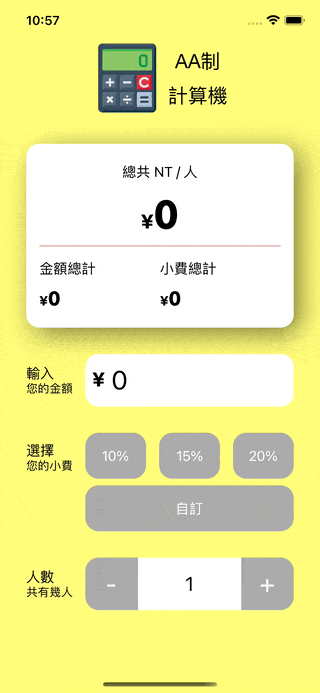 10:57
0
+ - C
× ÷ =
AA制
計算機
總共 NT / 人
¥0
金額總計 小費總計
¥0 ¥0
輸入
您的金額
¥ 0
選擇
您的小費
10% 15% 20%
自訂
人數
共有幾人
- 1 +